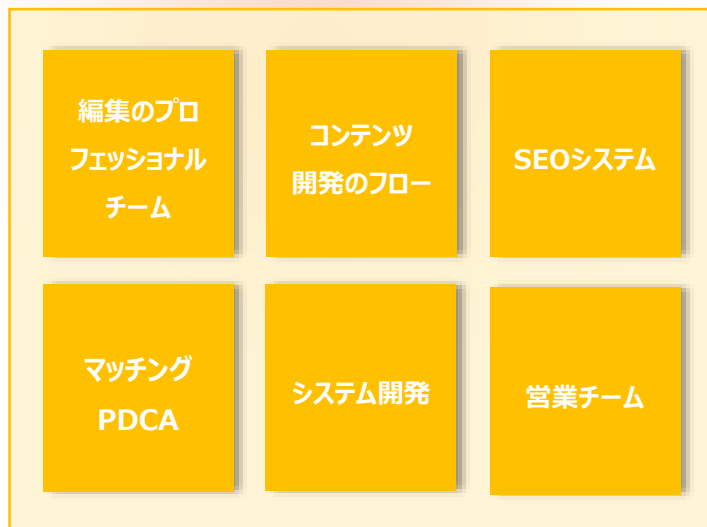 編集のプロ
フェッショナル
チーム
コンテンツ
開発のフロー
SEOシステム
マッチング
PDCA
システム開発
営業チーム